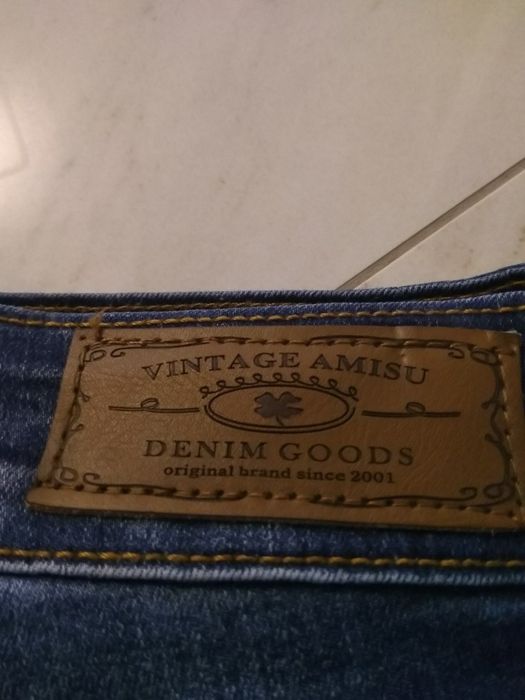 VINTAGE AMISU
DENIM GOODS
original brand since 2001